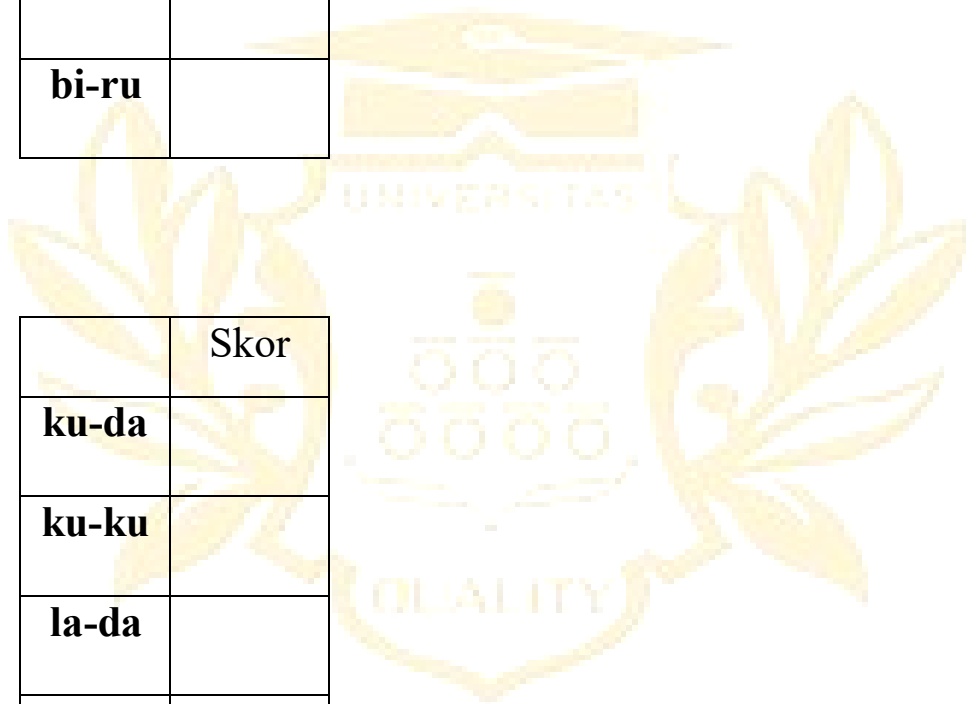 bi-ru
UNIVERSITAS
Skor
ku-da
ku-ku
la-da
QUALITY